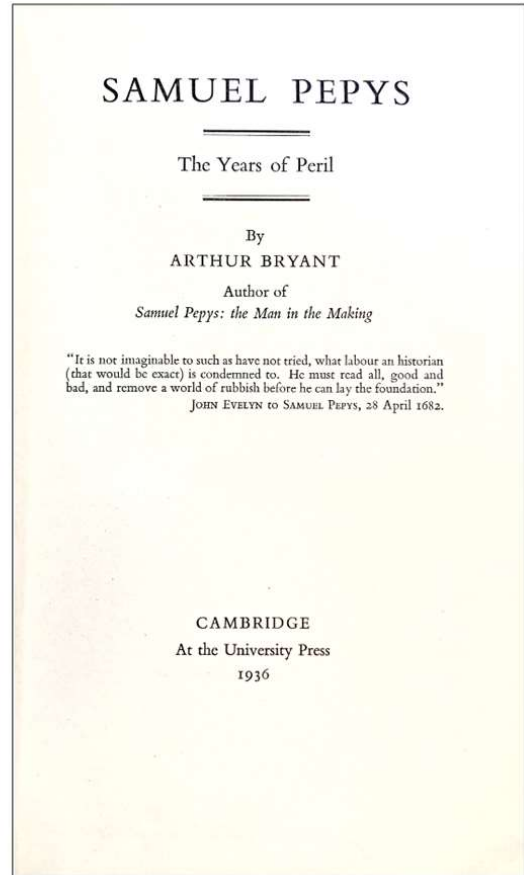 SAMUEL PEPYS
The Years of Peril
By
ARTHUR BRYANT
Author of
Samuel Pepys: the Man in the Making
"It is not imaginable to such as have not tried, what labour an historian
(that would be exact) is condemned to. He must read all, good and
bad, and remove a world of rubbish before he can lay the foundation."
JOHN EVELYN to SAMUEL PEPYS, 28 April 1682.
CAMBRIDGE
At the University Press
1936